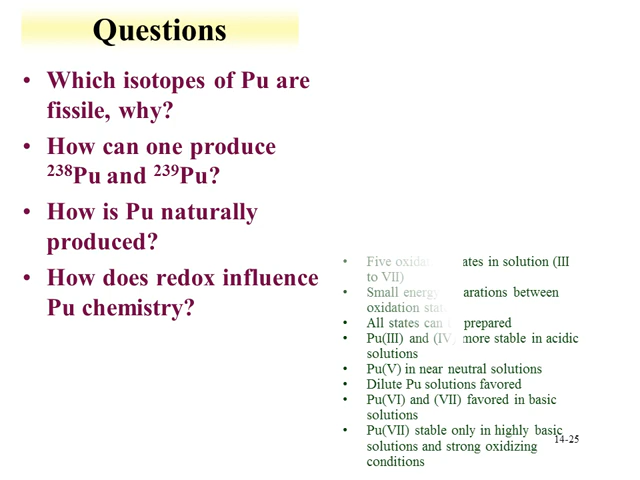 Questions
• Which isotopes of Pu are
fissile, why?
• How can one produce
²³⁸Pu and ²³⁹Pu?
• How is Pu naturally
produced?
• How does redox influence
Pu chemistry?
• Five in solution (III
to VII)
• Small energy between
oxidation
• All states can prepared
• Pu(III) and (IV) more stable in acidic
solutions
• Pu(V) in near neutral solutions
• Dilute Pu solutions favored
• Pu(VI) and (VII) favored in basic
solutions
• Pu(VII) stable only in highly basic
solutions and strong oxidizing
conditions
14-25